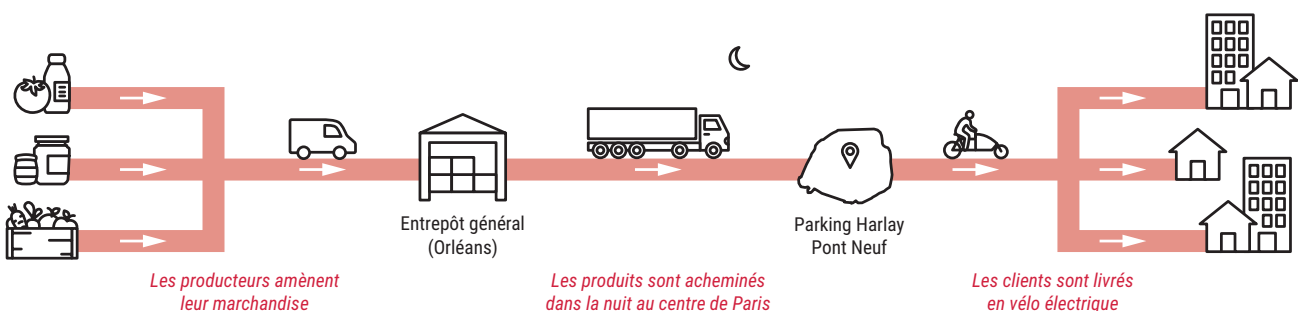 Entrepôt général
(Orléans)
Parking Harlay
Pont Neuf
Les producteurs amènent
leur marchandise
Les produits sont acheminés
dans la nuit au centre de Paris
Les clients sont livrés
en vélo électrique